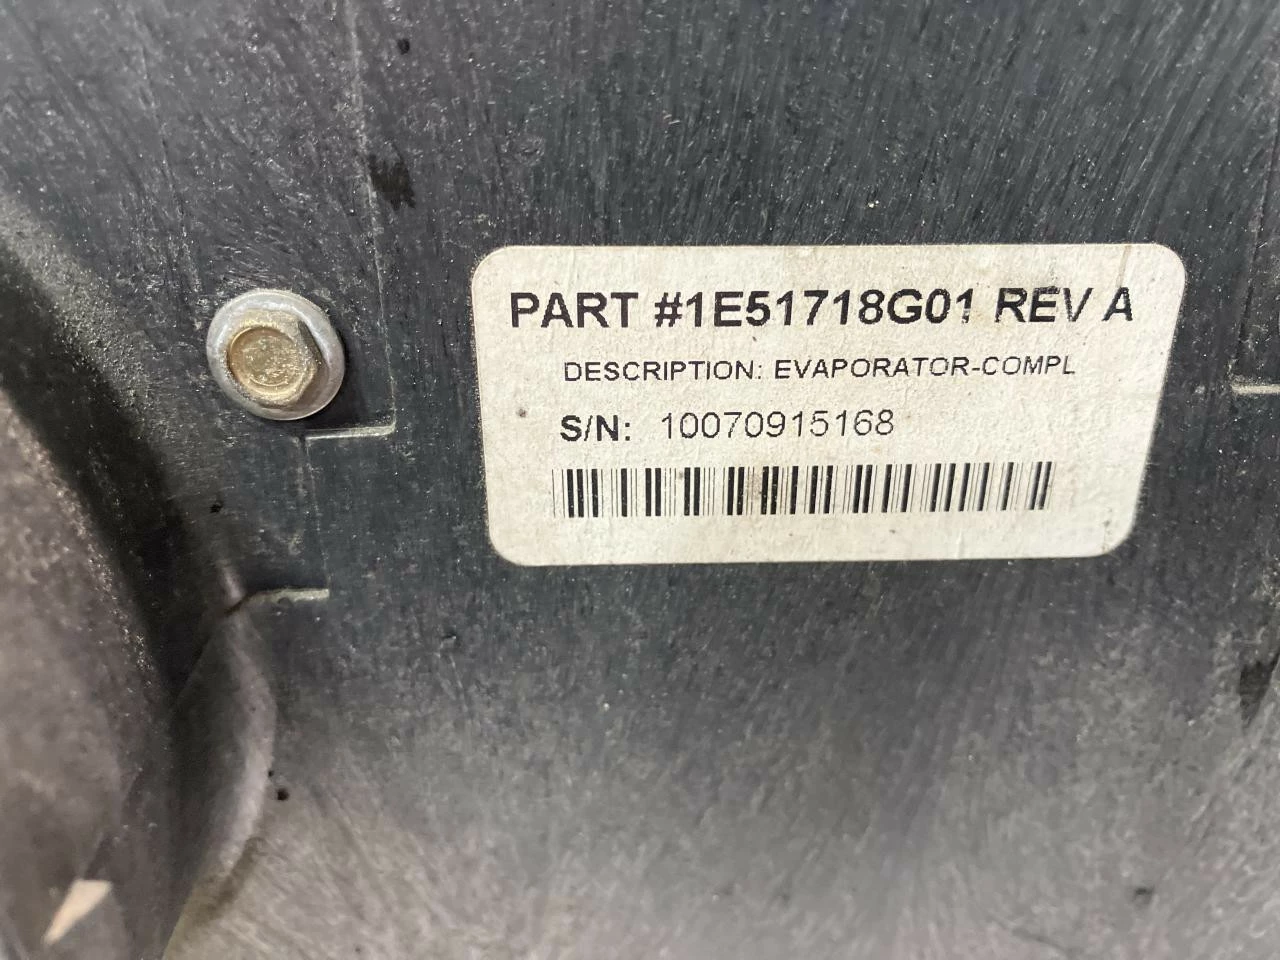 PART #1E51718G01 REV A
DESCRIPTION: EVAPORATOR-COMPL
S/N: 10070915168